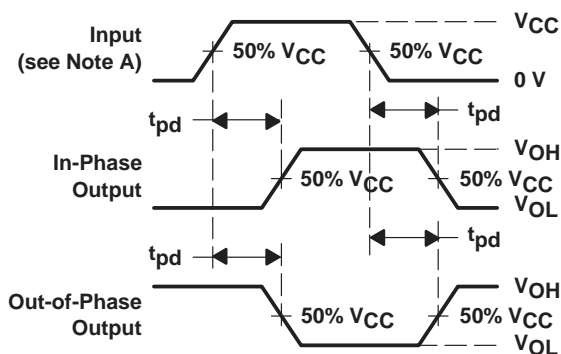 Input
(see Note A)
50% VCC
50% VCC
VCC
0 V
tpd
tpd
In-Phase
Output
50% VCC
VOH
50% VCC
VOL
tpd
tpd
Out-of-Phase
Output
50% VCC
VOH
50% VCC
VOL